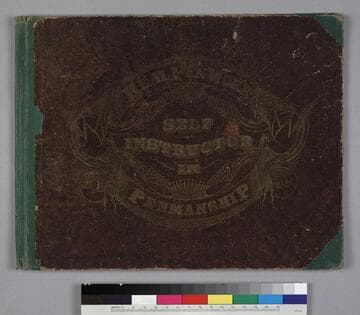 SELF
INSTRUCTOR
IN
PENMANSHIP